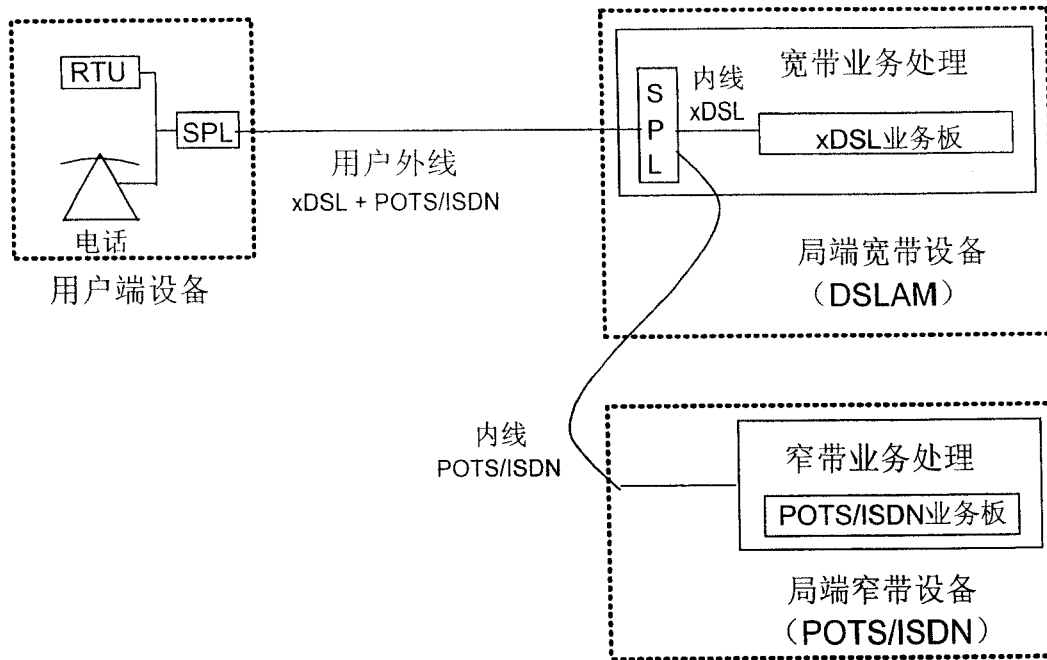 RTU
SPL
电话
用户端设备
用户外线
xDSL + POTS/ISDN
宽带业务处理
SPL
内线
xDSL
xDSL业务板
局端宽带设备
（DSLAM）
内线
POTS/ISDN
窄带业务处理
POTS/ISDN业务板
局端窄带设备
（POTS/ISDN）